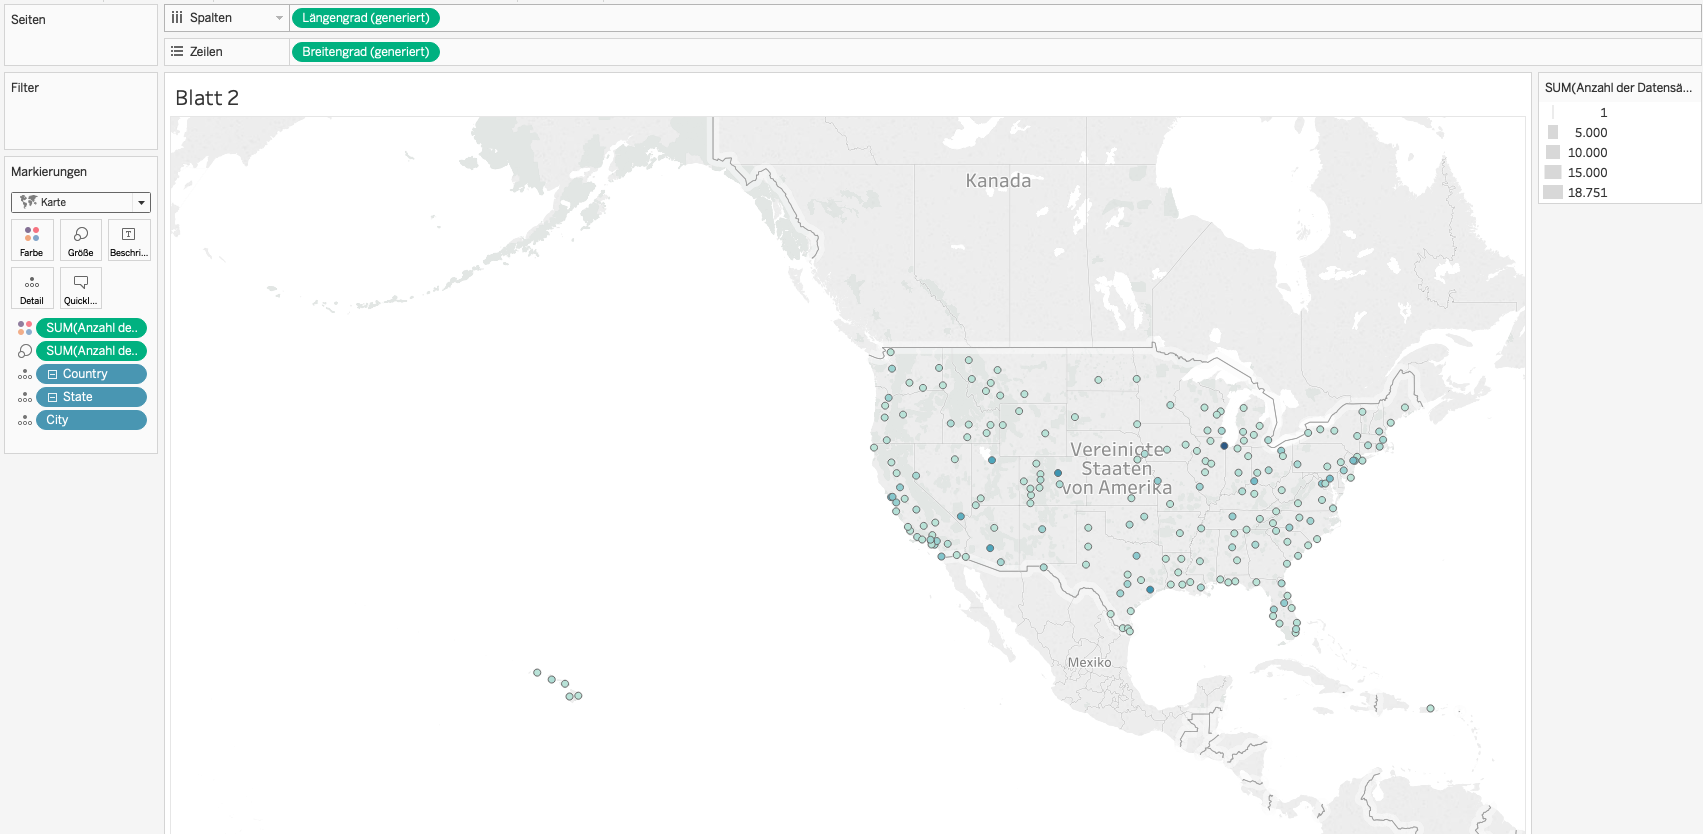 Seiten
Spalten
Längengrad (generiert)
Zeilen
Breitengrad (generiert)
Filter
Markierungen
Karte
Farbe
Größe
Beschri...
Detail
Quickl...
SUM(Anzahl de..
SUM(Anzahl de..
Country
State
City
Blatt 2
Kanada
Vereinigte
Staaten
von Amerika
Mexiko
SUM(Anzahl der Datensä...
1
5.000
10.000
15.000
18.751